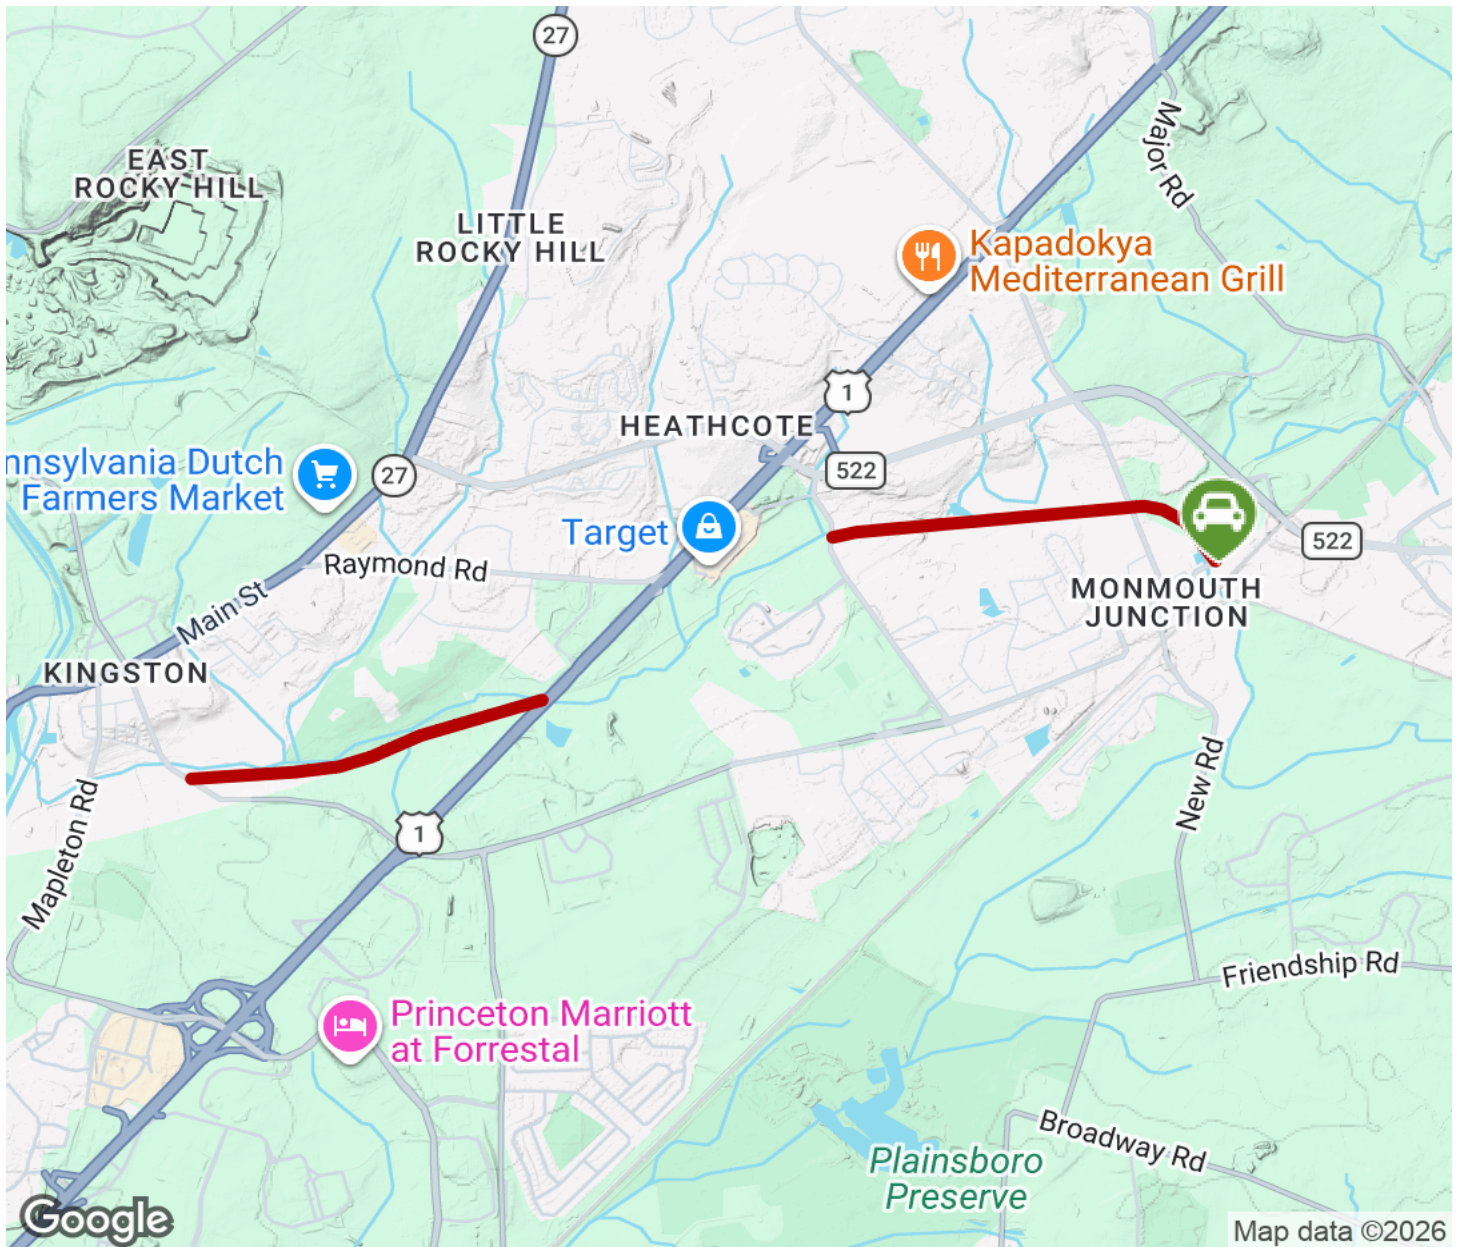 27
Major Rd
EAST
ROCKY HILL
LITTLE
ROCKY HILL
Kapadokya
Mediterranean Grill
1
HEATHCOTE
nnsylvania Dutch
Farmers Market
27
522
Target
522
Raymond Rd
MONMOUTH
JUNCTION
Main St
KINGSTON
New Rd
Mapleton Rd
1
Friendship Rd
Princeton Marriott
at Forrestal
Broadway Rd
Plainsboro
Preserve
Google
Map data ©2026